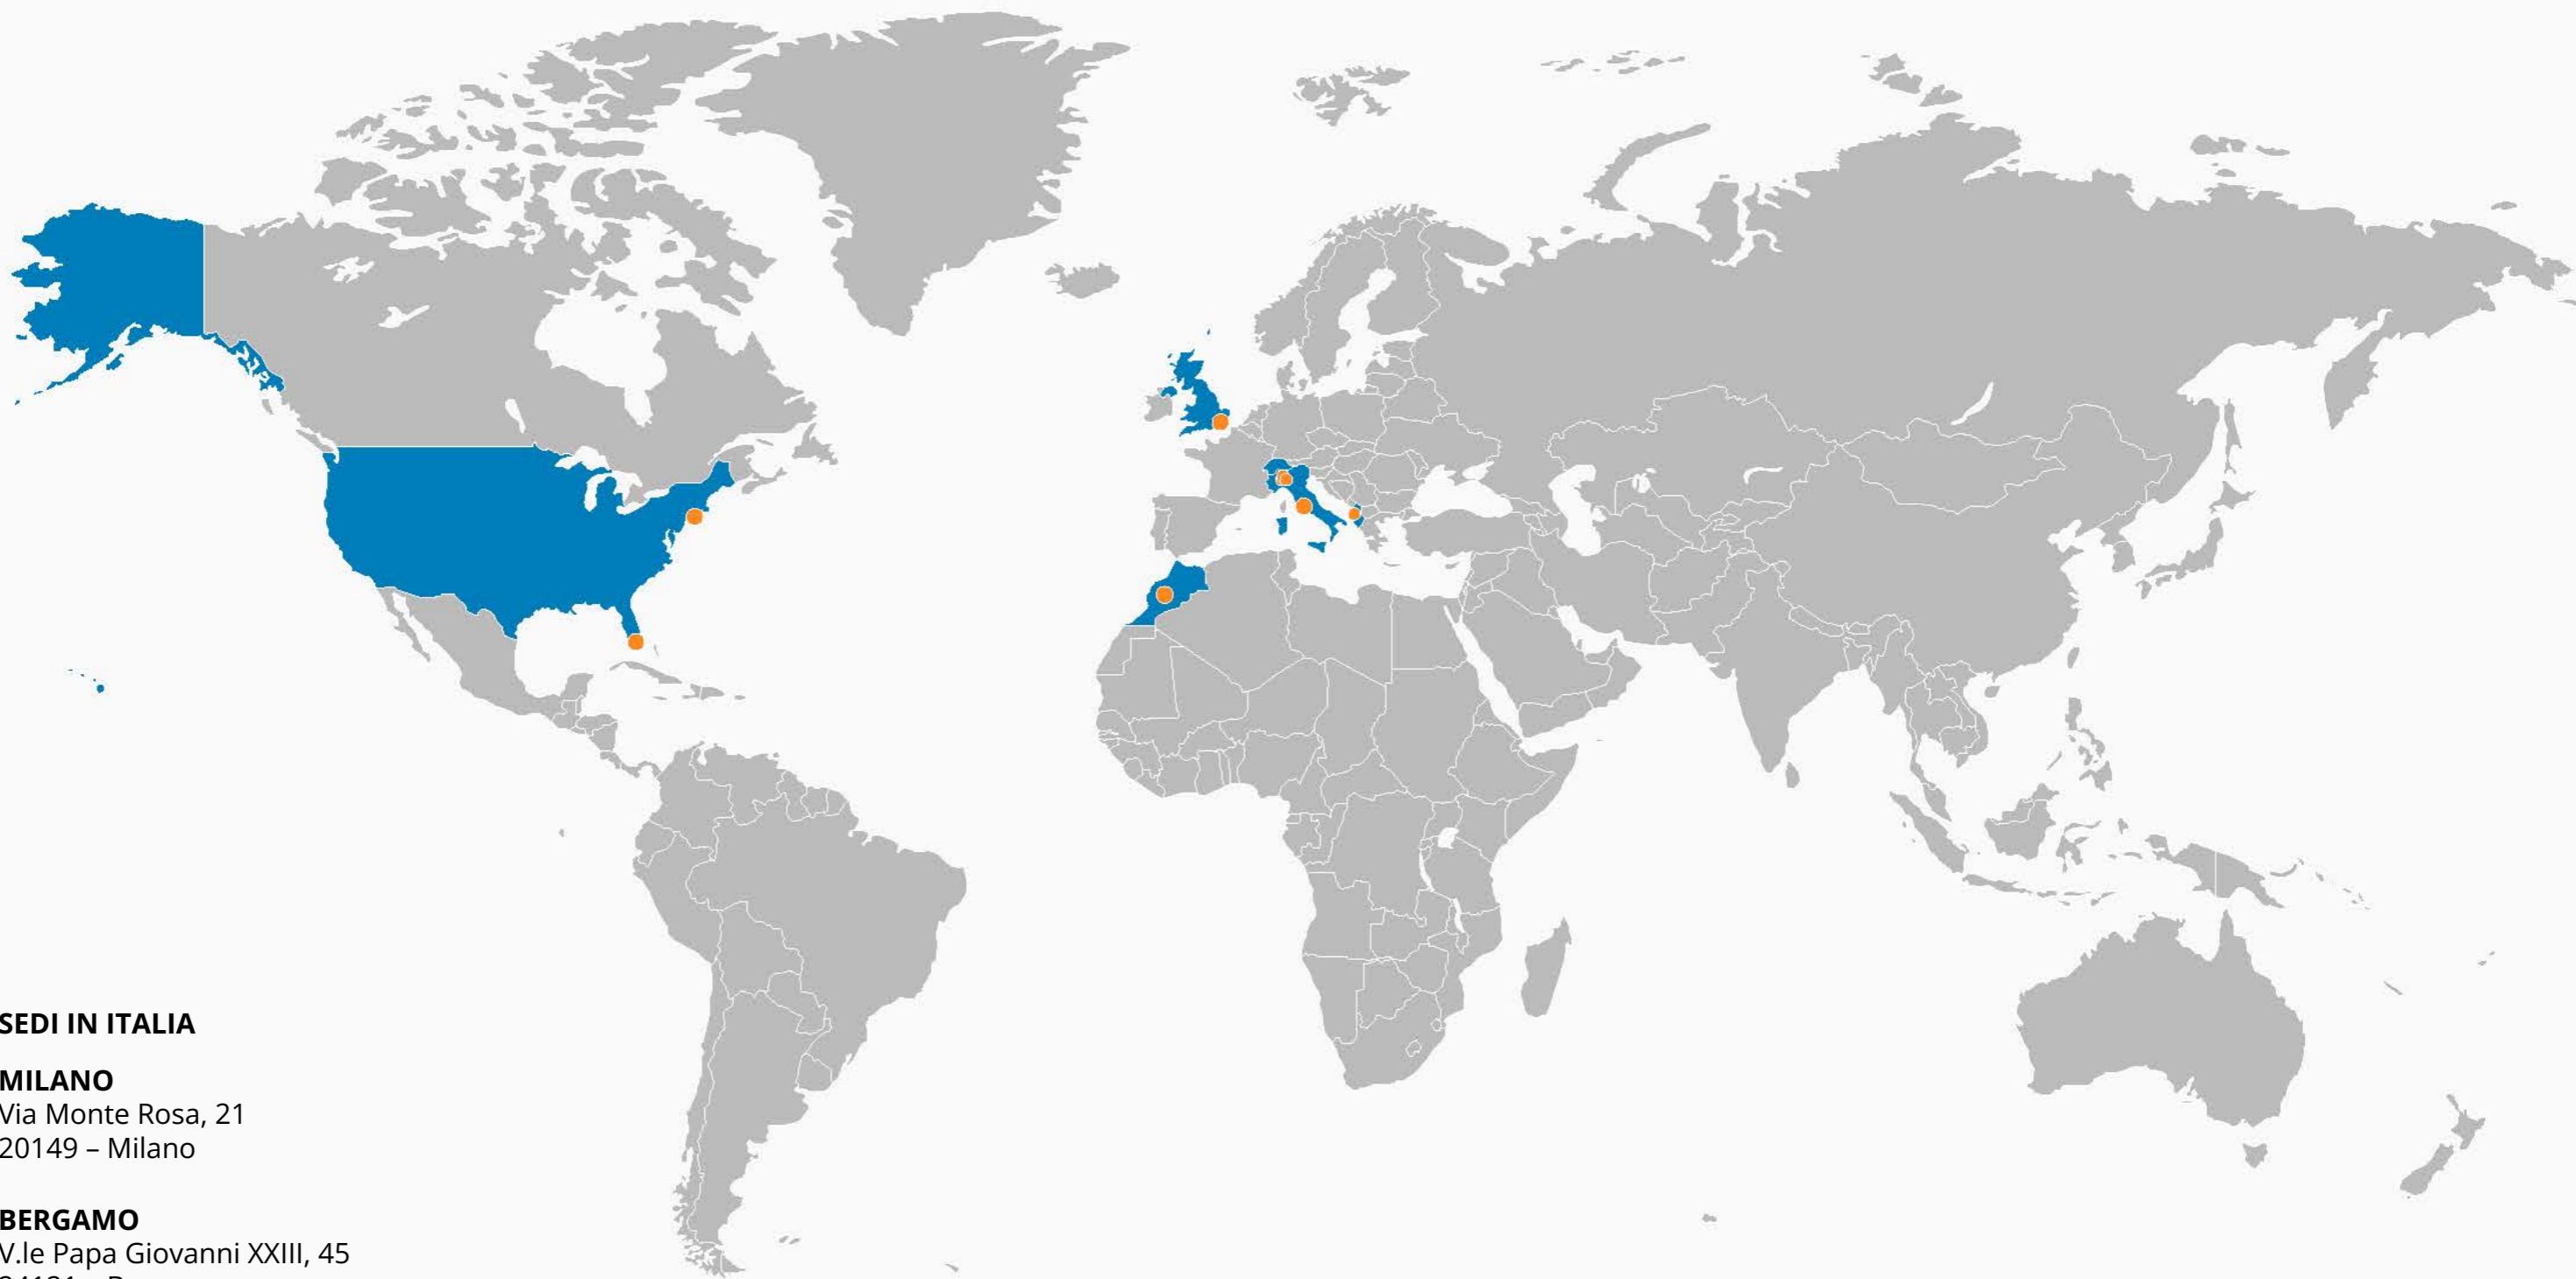 SEDI IN ITALIA
MILANO
Via Monte Rosa, 21
20149 – Milano
BERGAMO
V.le Papa Giovanni XXIII, 45